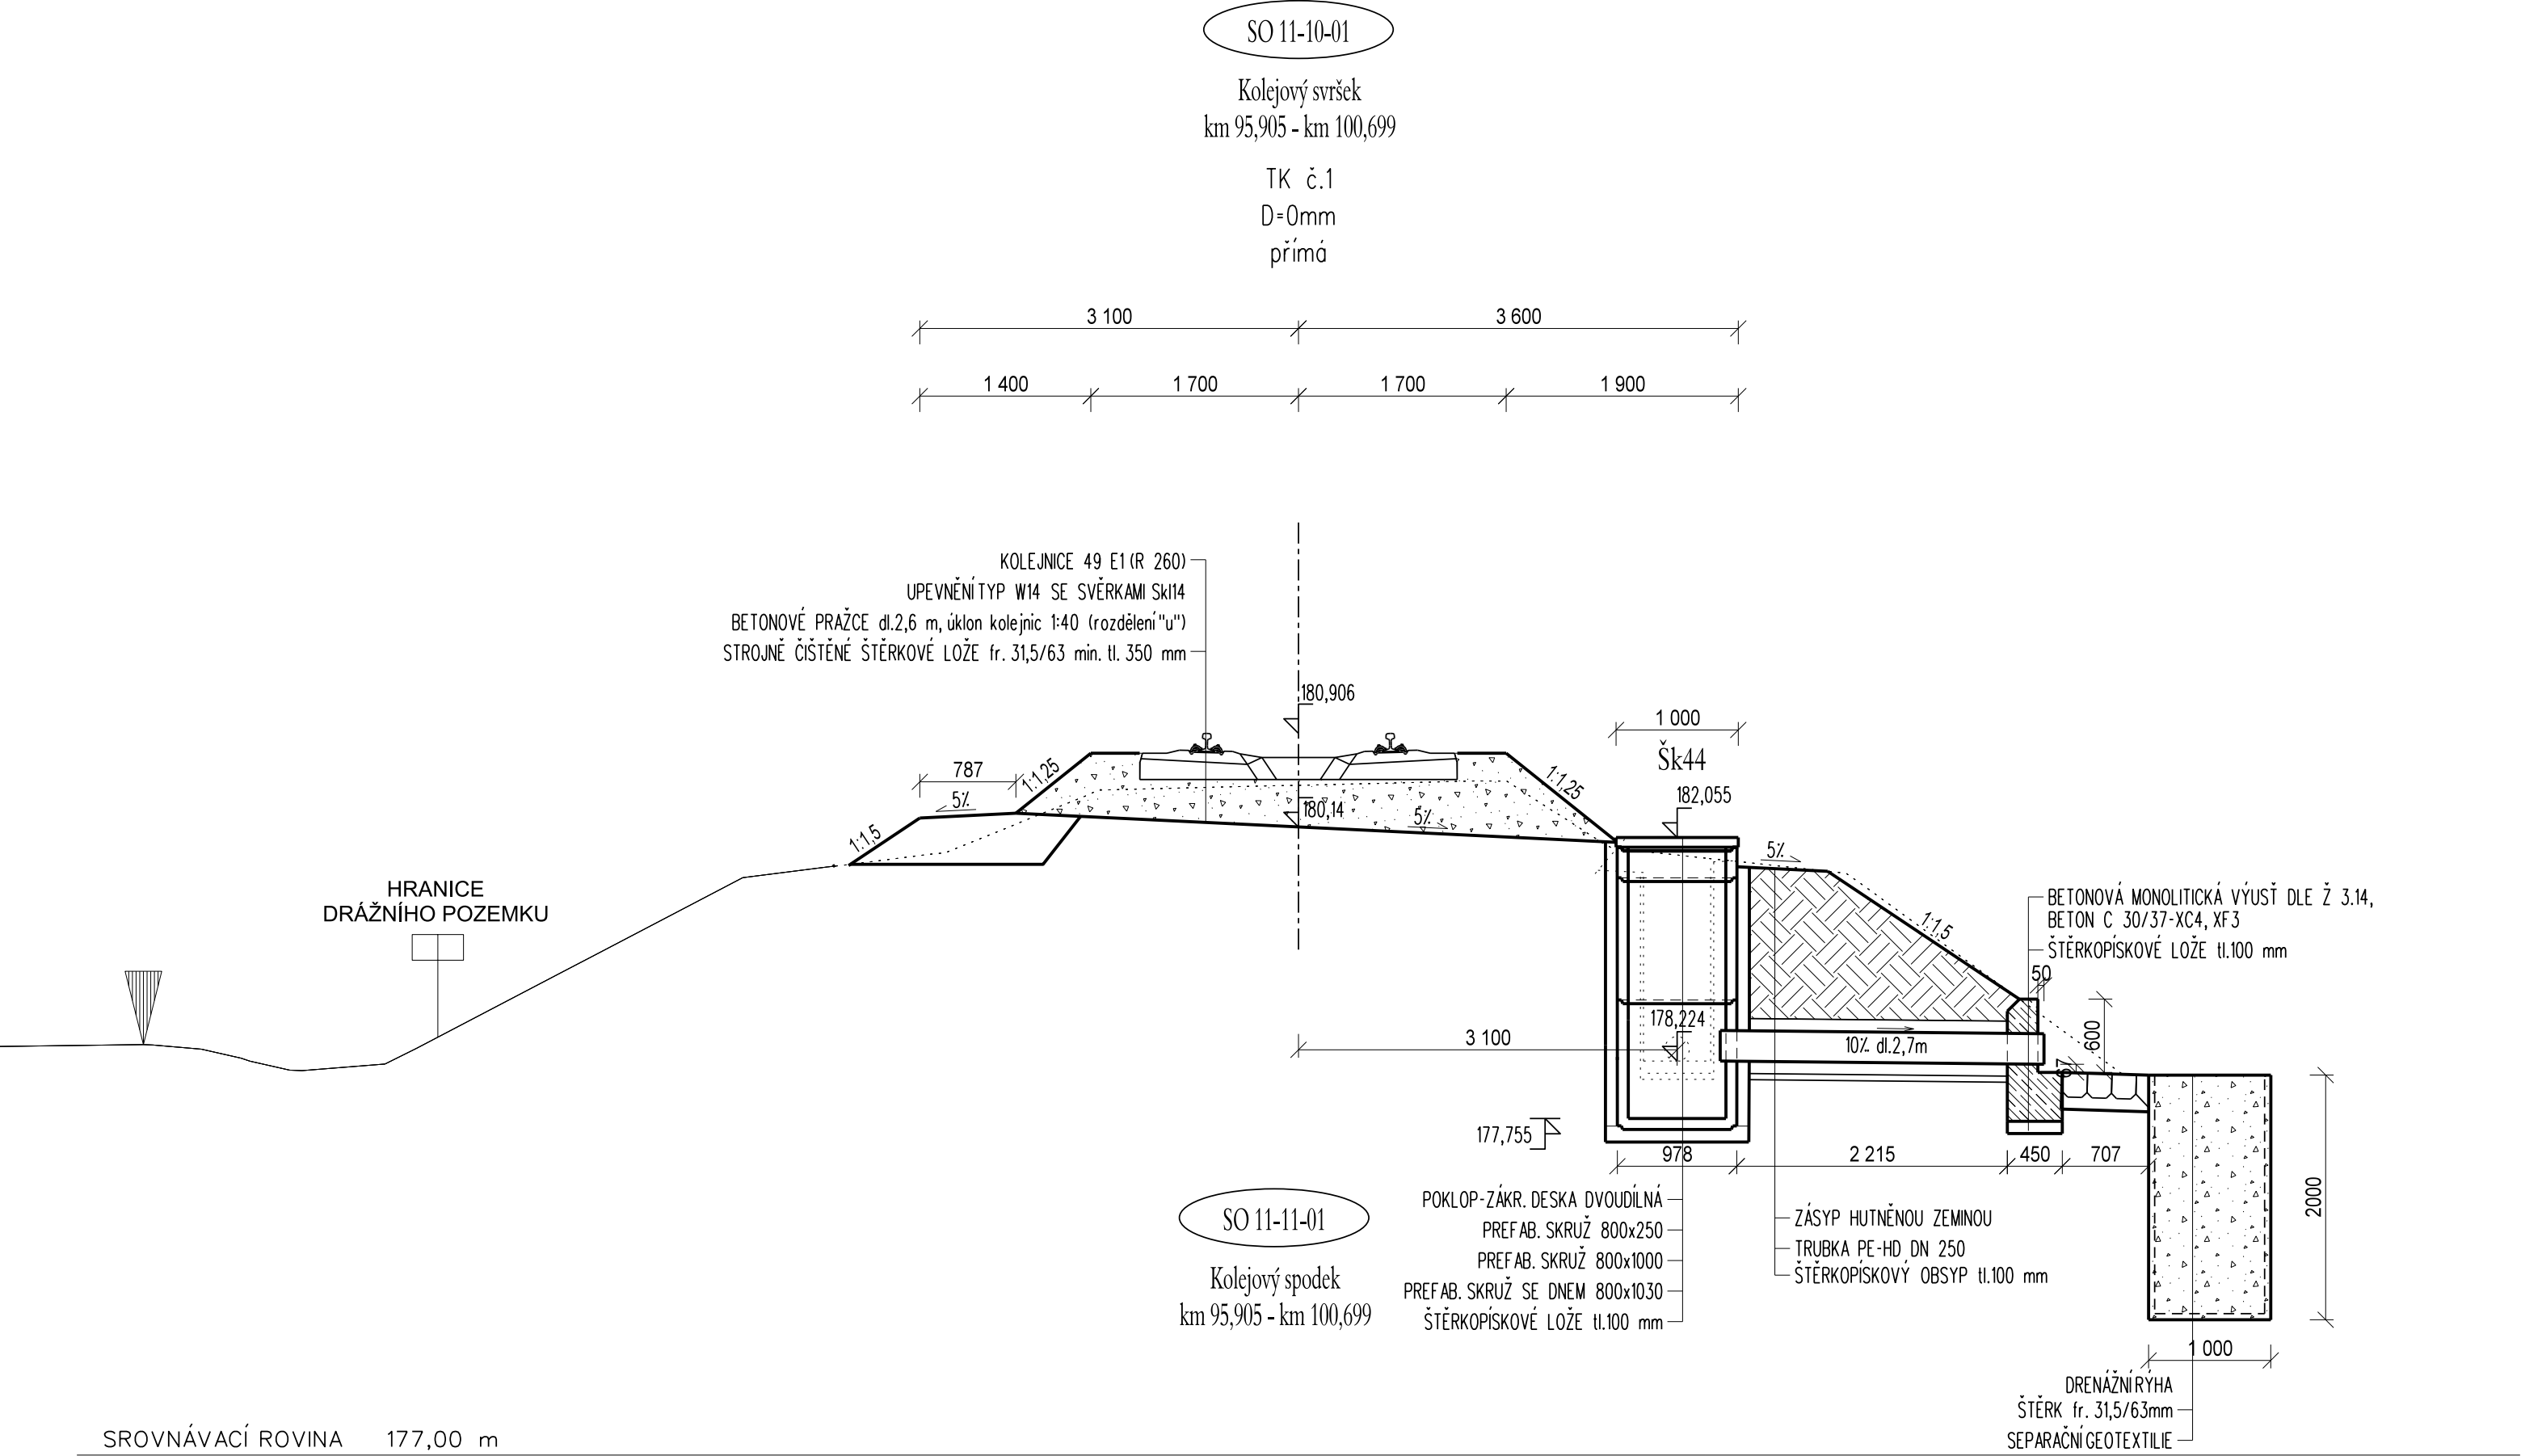 SO 11-10-01
Kolejový svršek
km 95,905 - km 100,699
TK č.1
D=0mm
přímá
3 100
3 600
1 400
1 700
1 700
1 900
KOLEJNICE 49 E1 (R 260)
UPEVNĚNÍ TYP W14 SE SVĚRKAMI Skl14
BETONOVÉ PRAŽCE dl.2,6 m, úklon kolejnic 1:40 (rozdělení "u")
STROJNĚ ČIŠTĚNÉ ŠTĚRKOVÉ LOŽE fr. 31,5/63 min. tl. 350 mm
180,906
1 000
Šk44
182,055
787
1:1,25
1:1,25
5%
180,14
5%
1:1,5
5%
HRANICE
DRÁŽNÍHO POZEMKU
1:1,5
BETONOVÁ MONOLITICKÁ VÝUSŤ DLE Ž 3.14,
BETON C 30/37-XC4, XF3
ŠTĚRKOPÍSKOVÉ LOŽE tl.100 mm
50
600
178,224
3 100
10% dl.2,7m
67
177,755
978
2 215
450
707
2000
SO 11-11-01
Kolejový spodek
km 95,905 - km 100,699
POKLOP-ZÁKR. DESKA DVOUDÍLNÁ
PREFAB. SKRUŽ 800x250
PREFAB. SKRUŽ 800x1000
PREFAB. SKRUŽ SE DNEM 800x1030
ŠTĚRKOPÍSKOVÉ LOŽE tl.100 mm
ZÁSYP HUTNĚNOU ZEMINOU
TRUBKA PE-HD DN 250
ŠTĚRKOPÍSKOVÝ OBSYP tl.100 mm
1 000
DRENÁŽNÍ RÝHA
ŠTĚRK fr. 31,5/63mm
SEPARAČNÍ GEOTEXTILIE
SROVNÁVACÍ ROVINA 177,00 m